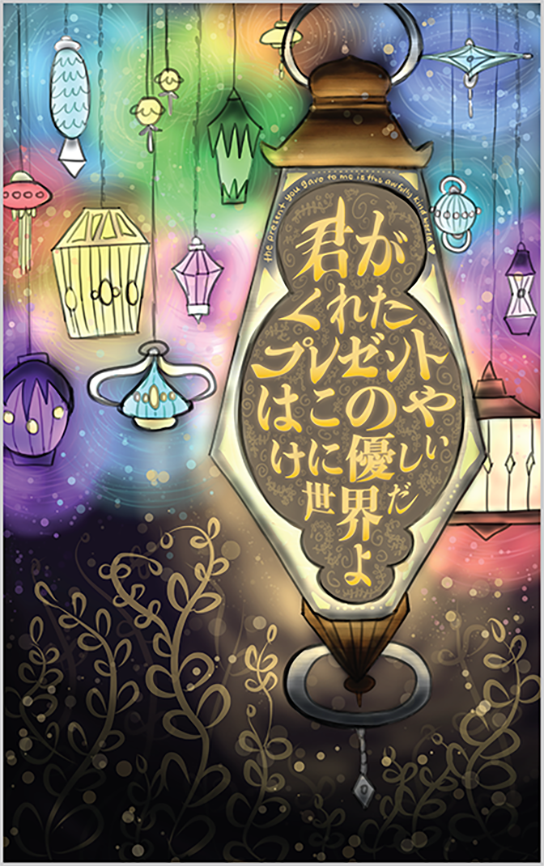 the present you gave to me is this awfully kind world ♥
君が
くれた
プレゼント
はこのや
けに優しい
世界だ
よ